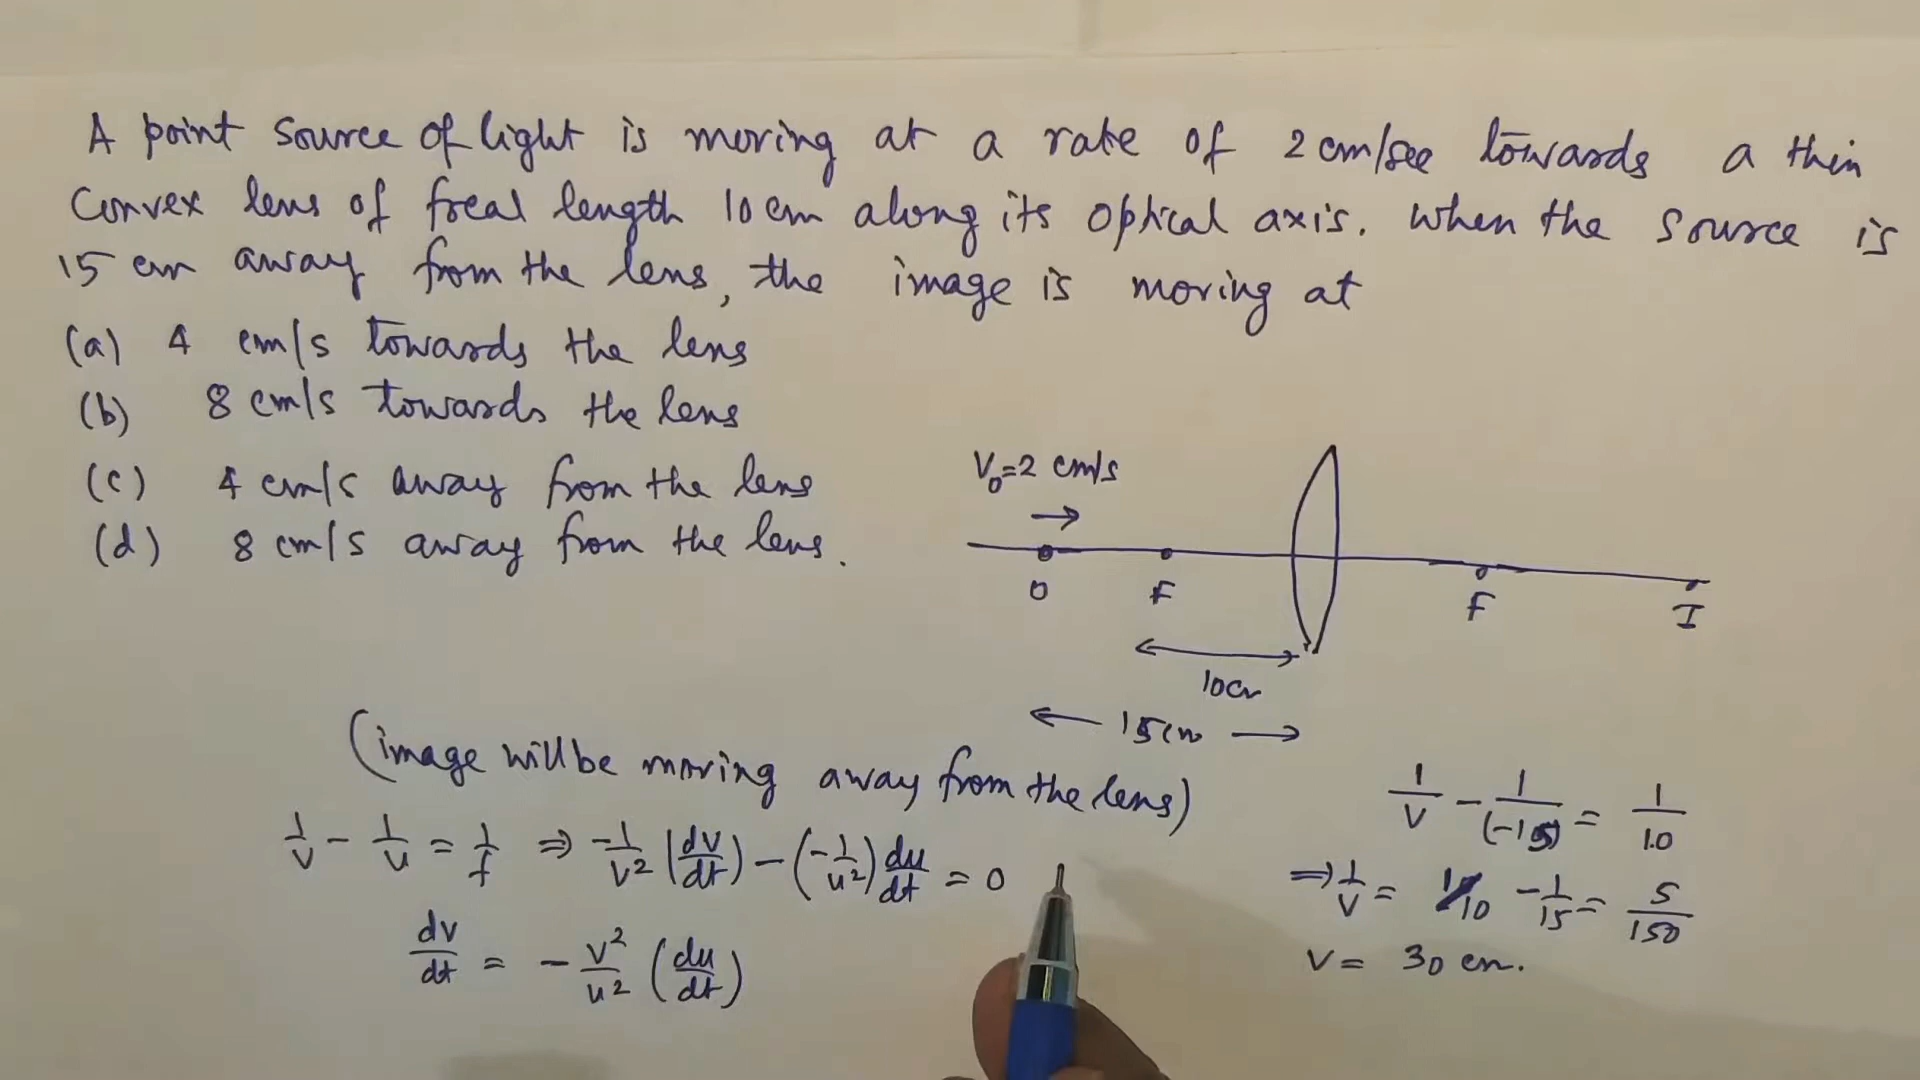 A point source of light is moving at a rate of 2 cm/sec towards a thin
convex lens of focal length 10 cm along its optical axis. When the source is
15 cm away from the lens, the image is moving at
(a) 4 cm/s towards the lens
(b) 8 cm/s towards the lens
(c) 4 cm/s away from the lens
(d) 8 cm/s away from the lens.
V₀=2 cm/s
O F F I
10cm
15cm
(image will be moving away from the lens)
1/v - 1/u = 1/f ⇒ -1/v² (dv/dt) - (-1/u²) du/dt = 0
dv/dt = - v²/u² (du/dt)
1/v - 1/(-15) = 1/10
⇒ 1/v = 1/10 - 1/15 = 5/150
v = 30 cm.